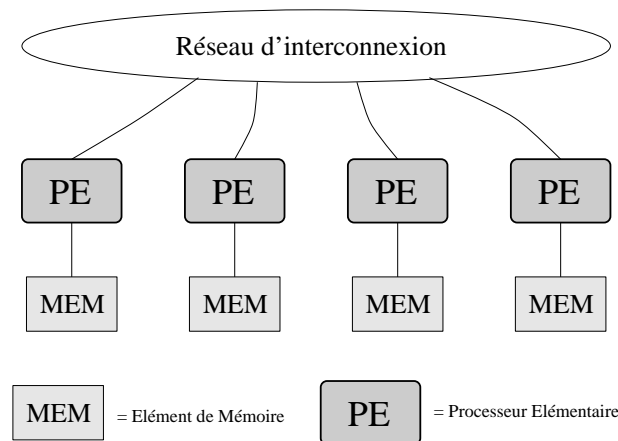 Réseau d’interconnexion
PE PE PE PE
MEM MEM MEM MEM
MEM = Elément de Mémoire PE = Processeur Elémentaire